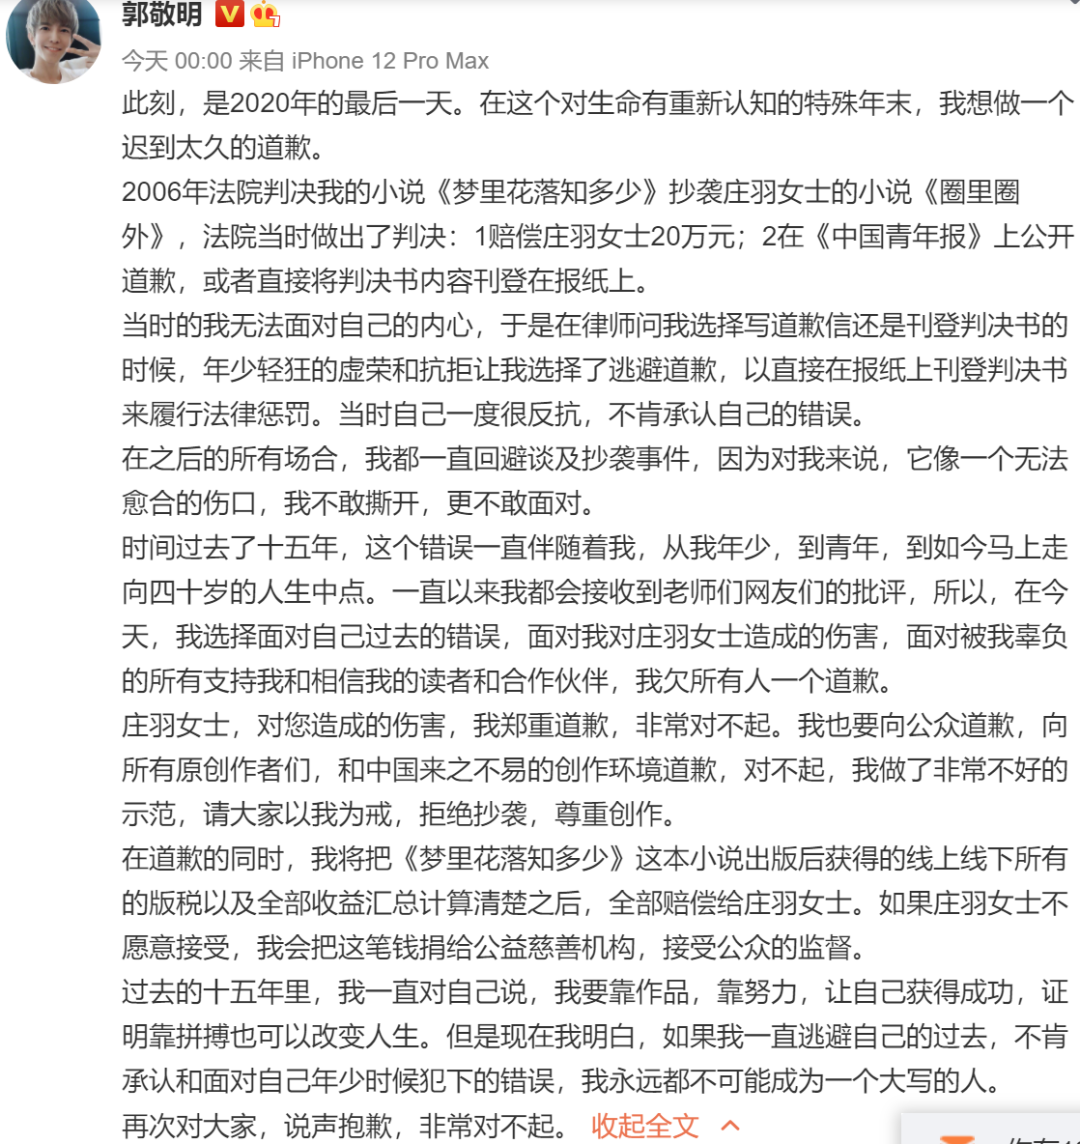 郭敬明 V
今天 00:00 来自 iPhone 12 Pro Max
此刻，是2020年的最后一天。在这个对生命有重新认知的特殊年末，我想做一个
迟到太久的道歉。
2006年法院判决我的小说《梦里花落知多少》抄袭庄羽女士的小说《圈里圈
外》，法院当时做出了判决：1赔偿庄羽女士20万元；2在《中国青年报》上公开
道歉，或者直接将判决书内容刊登在报纸上。
当时的我无法面对自己的内心，于是在律师问我选择写道歉信还是刊登判决书的
时候，年少轻狂的虚荣和抗拒让我选择了逃避道歉，以直接在报纸上刊登判决书
来履行法律惩罚。当时自己一度很反抗，不肯承认自己的错误。
在之后的所有场合，我都一直回避谈及抄袭事件，因为对我来说，它像一个无法
愈合的伤口，我不敢撕开，更不敢面对。
时间过去了十五年，这个错误一直伴随着我，从我年少，到青年，到如今马上走
向四十岁的人生中点。一直以来我都会接收到老师们网友们的批评，所以，在今
天，我选择面对自己过去的错误，面对我对庄羽女士造成的伤害，面对被我辜负
的所有支持我和相信我的读者和合作伙伴，我欠所有人一个道歉。
庄羽女士，对您造成的伤害，我郑重道歉，非常对不起。我也要向公众道歉，向
所有原创作者们，和中国来之不易的创作环境道歉，对不起，我做了非常不好的
示范，请大家以我为戒，拒绝抄袭，尊重创作。
在道歉的同时，我将把《梦里花落知多少》这本小说出版后获得的线上线下所有
的版税以及全部收益汇总计算清楚之后，全部赔偿给庄羽女士。如果庄羽女士不
愿意接受，我会把这笔钱捐给公益慈善机构，接受公众的监督。
过去的十五年里，我一直对自己说，我要靠作品，靠努力，让自己获得成功，证
明靠拼搏也可以改变人生。但是现在我明白，如果我一直逃避自己的过去，不肯
承认和面对自己年少时候犯下的错误，我永远都不可能成为一个大写的人。
再次对大家，说声抱歉，非常对不起。 收起全文